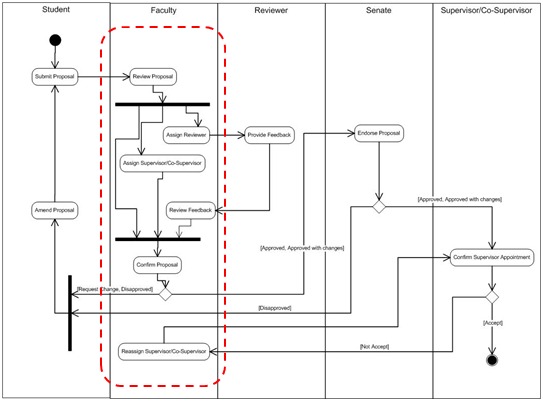 Student
Faculty
Reviewer
Senate
Supervisor/Co-Supervisor
Submit Proposal
Review Proposal
Assign Reviewer
Provide Feedback
Endorse Proposal
Assign Supervisor/Co-Supervisor
[Approved, Approved with changes]
Amend Proposal
Review Feedback
[Approved, Approved with changes]
Confirm Proposal
Confirm Supervisor Appointment
[Request Change, Disapproved]
[Disapproved]
[Accept]
Reassign Supervisor/Co-Supervisor
[Not Accept]